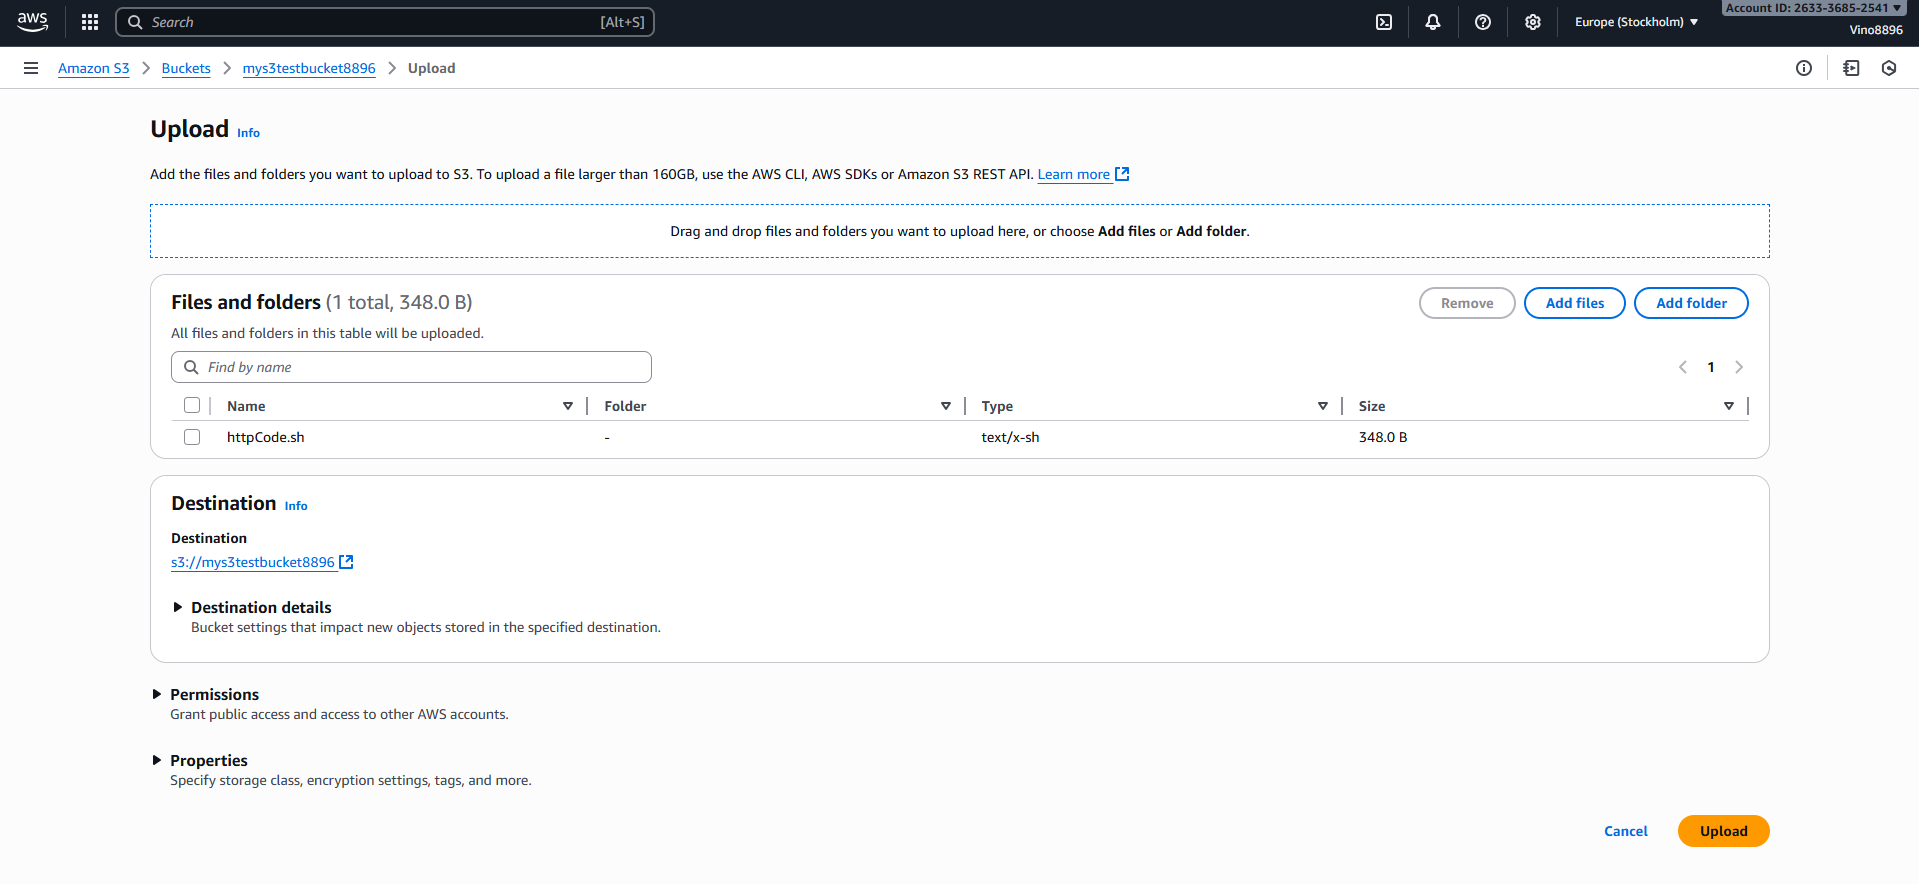 aws
Search [Alt+S]
Europe (Stockholm)
Account ID: 2633-3685-2541
Vino8896
Amazon S3 > Buckets > mys3testbucket8896 > Upload
Upload Info
Add the files and folders you want to upload to S3. To upload a file larger than 160GB, use the AWS CLI, AWS SDKs or Amazon S3 REST API. Learn more
Drag and drop files and folders you want to upload here, or choose Add files or Add folder.
Files and folders (1 total, 348.0 B)
Remove Add files Add folder
All files and folders in this table will be uploaded.
Find by name
1
Name Folder Type Size
httpCode.sh - text/x-sh 348.0 B
Destination Info
Destination
s3://mys3testbucket8896
Destination details
Bucket settings that impact new objects stored in the specified destination.
Permissions
Grant public access and access to other AWS accounts.
Properties
Specify storage class, encryption settings, tags, and more.
Cancel Upload